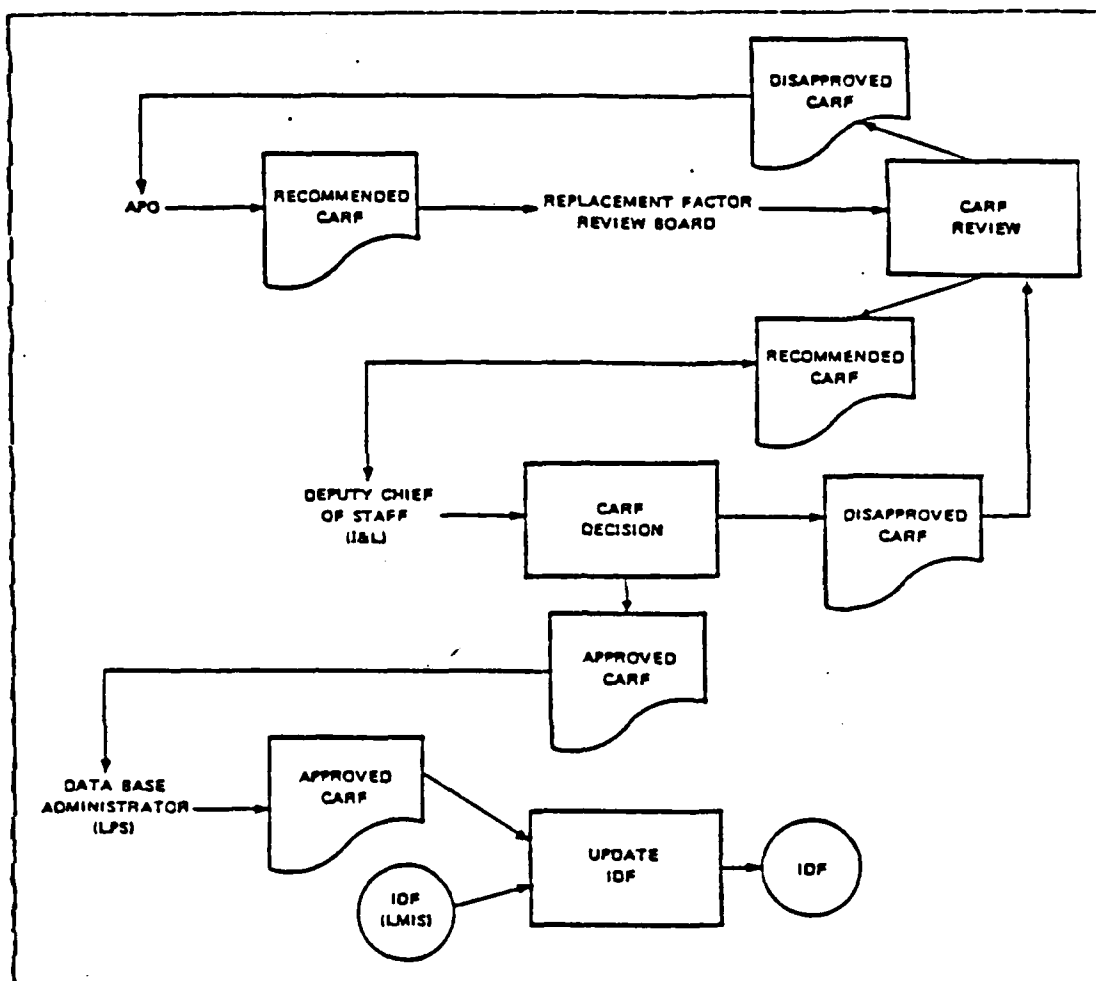 DISAPPROVED
CARF
APO
RECOMMENDED
CARF
REPLACEMENT FACTOR
REVIEW BOARD
CARF
REVIEW
RECOMMENDED
CARF
DEPUTY CHIEF
OF STAFF
(I&L)
CARF
DECISION
DISAPPROVED
CARF
APPROVED
CARF
DATA BASE
ADMINISTRATOR
(LPS)
APPROVED
CARF
UPDATE
IDF
IDF
IDF
(LMIS)